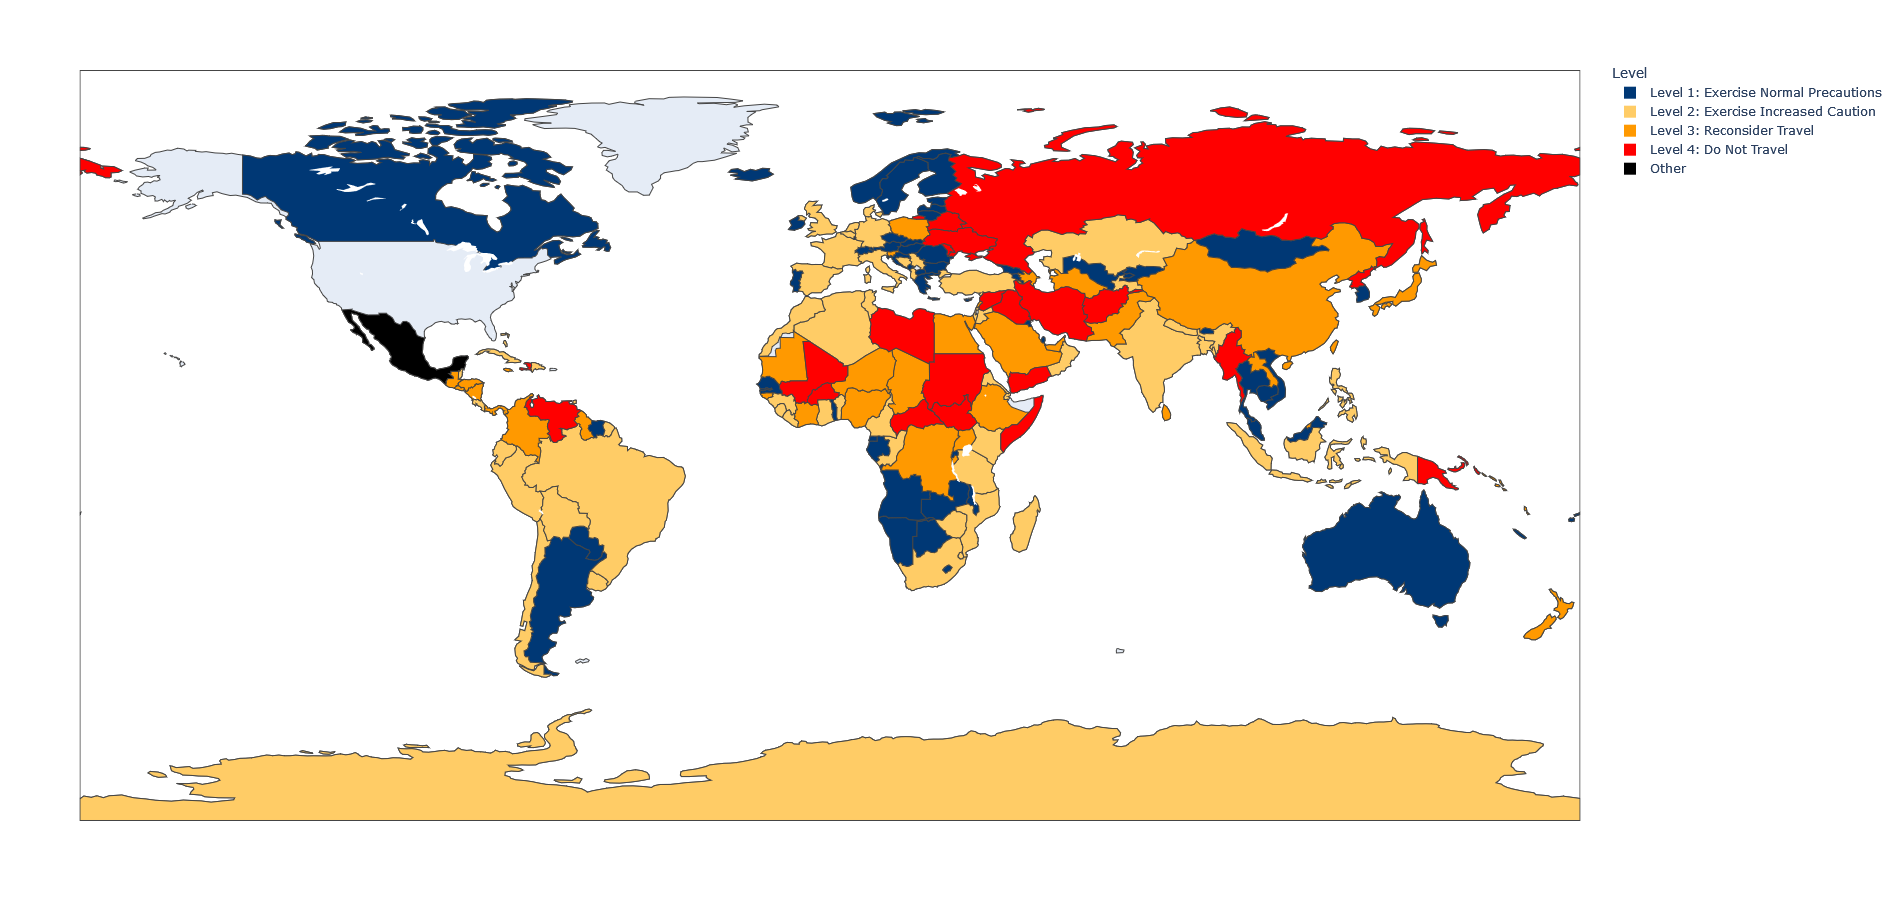 Level
Level 1: Exercise Normal Precautions
Level 2: Exercise Increased Caution
Level 3: Reconsider Travel
Level 4: Do Not Travel
Other